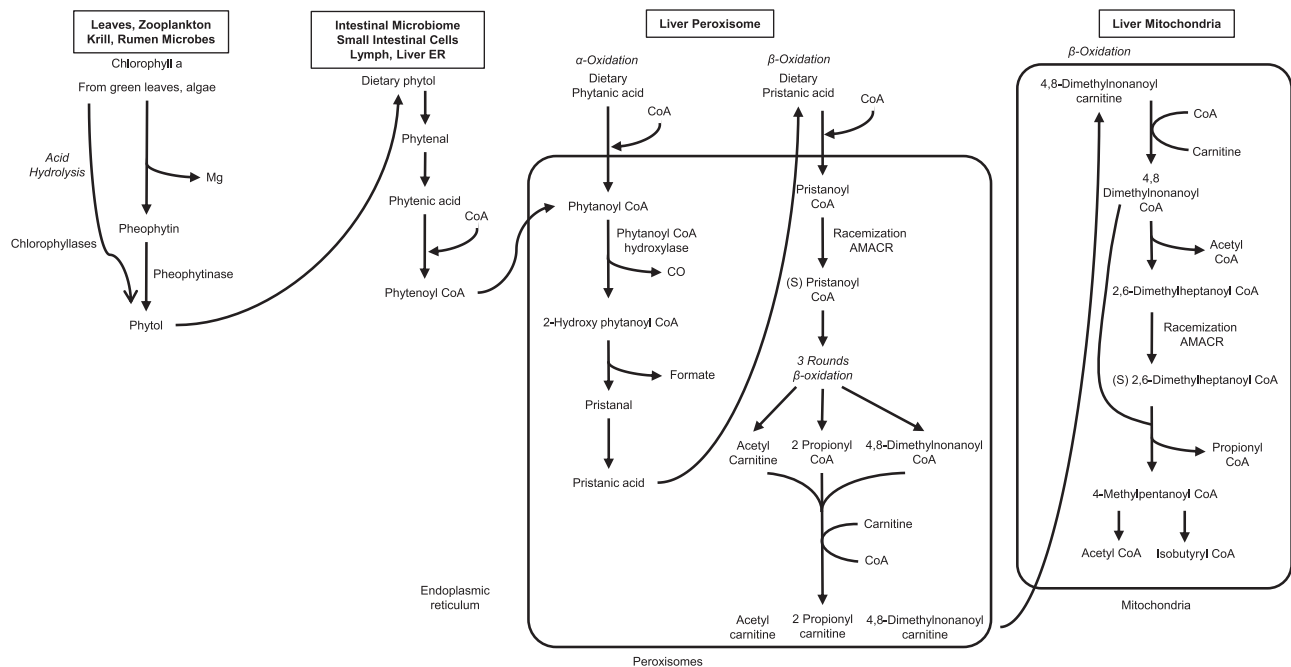 Leaves, Zooplankton
Krill, Rumen Microbes
Chlorophyll a
From green leaves, algae
Acid
Hydrolysis
Mg
Pheophytin
Chlorophyllases
Pheophytinase
Phytol
Intestinal Microbiome
Small Intestinal Cells
Lymph, Liver ER
Dietary phytol
Phytenal
Phytenic acid
CoA
Phytenoyl CoA
Endoplasmic
reticulum
Liver Peroxisome
α-Oxidation
Dietary
Phytanic acid
CoA
Phytanoyl CoA
Phytanoyl CoA
hydroxylase
CO
2-Hydroxy phytanoyl CoA
Formate
Pristanal
Pristanic acid
β-Oxidation
Dietary
Pristanic acid
CoA
Pristanoyl
CoA
Racemization
AMACR
(S) Pristanoyl
CoA
3 Rounds
β-oxidation
Acetyl
Carnitine
2 Propionyl
CoA
4,8-Dimethylnonanoyl
CoA
Carnitine
CoA
Acetyl
carnitine
2 Propionyl
carnitine
4,8-Dimethylnonanoyl
carnitine
Peroxisomes
Liver Mitochondria
β-Oxidation
4,8-Dimethylnonanoyl
carnitine
CoA
Carnitine
4,8
Dimethylnonanoyl
CoA
Acetyl
CoA
2,6-Dimethylheptanoyl CoA
Racemization
AMACR
(S) 2,6-Dimethylheptanoyl CoA
Propionyl
CoA
4-Methylpentanoyl CoA
Acetyl CoA
Isobutyryl CoA
Mitochondria